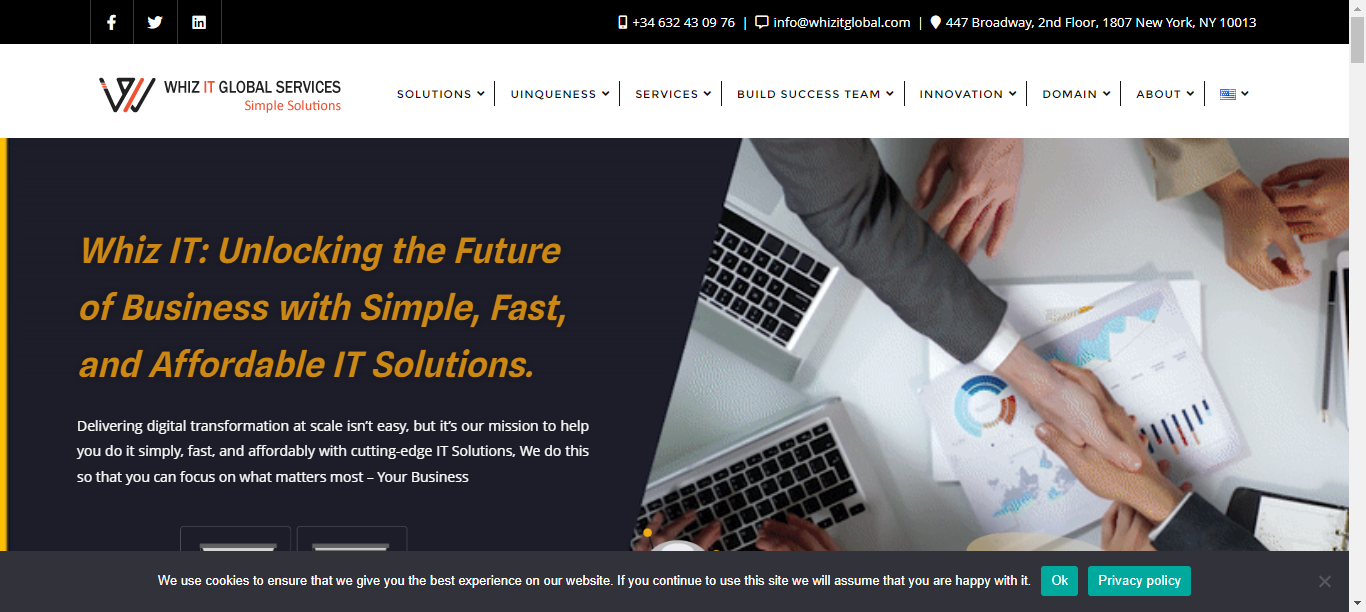 +34 632 43 09 76 | info@whizitglobal.com | 447 Broadway, 2nd Floor, 1807 New York, NY 10013
WHIZ IT GLOBAL SERVICES
Simple Solutions
SOLUTIONS
UINQUENESS
SERVICES
BUILD SUCCESS TEAM
INNOVATION
DOMAIN
ABOUT
Whiz IT: Unlocking the Future
of Business with Simple, Fast,
and Affordable IT Solutions.
Delivering digital transformation at scale isn't easy, but it's our mission to help
you do it simply, fast, and affordably with cutting-edge IT Solutions, We do this
so that you can focus on what matters most – Your Business
We use cookies to ensure that we give you the best experience on our website. If you continue to use this site we will assume that you are happy with it.
Ok
Privacy policy